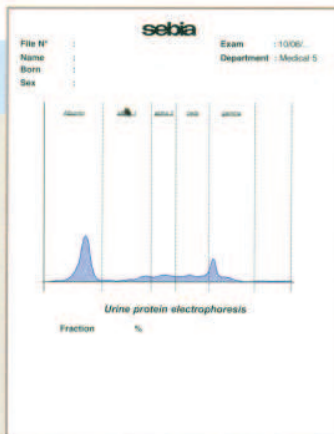 sebia
File N° :
Exam : 10/06/...
Name :
Department : Medical 5
Born :
Sex :
Urine protein electrophoresis
Fraction %